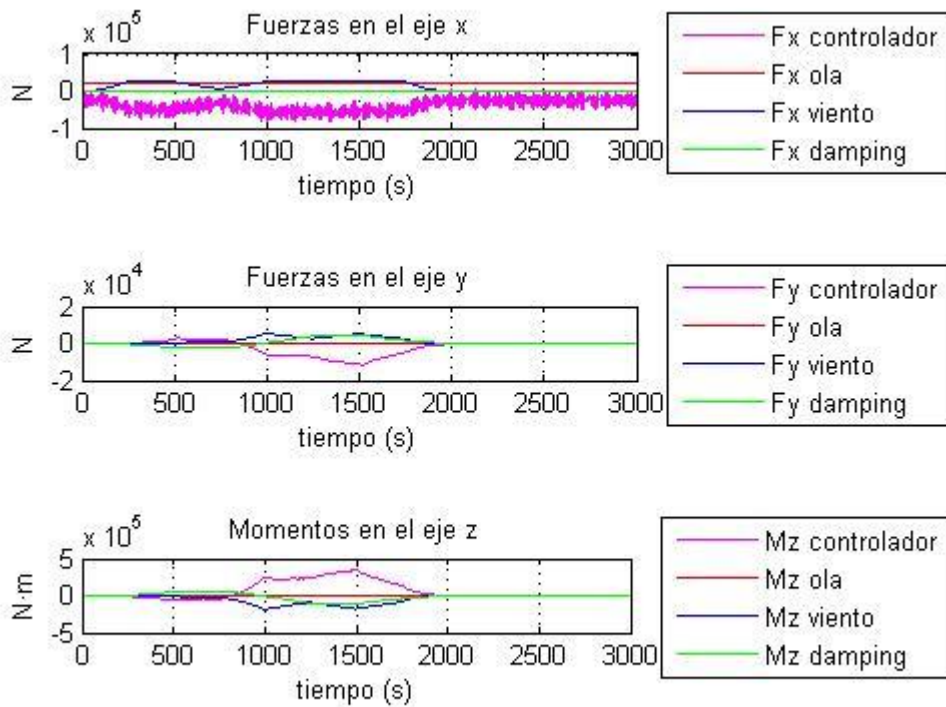 x 10^5
Fuerzas en el eje x
1
0
-1
N
0 500 1000 1500 2000 2500 3000
tiempo (s)
Fx controlador
Fx ola
Fx viento
Fx damping
x 10^4
Fuerzas en el eje y
2
0
-2
N
0 500 1000 1500 2000 2500 3000
tiempo (s)
Fy controlador
Fy ola
Fy viento
Fy damping
x 10^5
Momentos en el eje z
5
0
-5
N·m
0 500 1000 1500 2000 2500 3000
tiempo (s)
Mz controlador
Mz ola
Mz viento
Mz damping